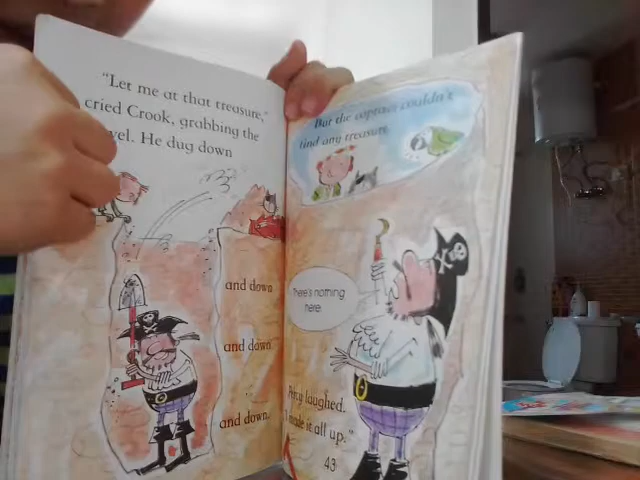 "Let me at that treasure,"
cried Crook, grabbing the
vel. He dug down
and down
and down
and down.
But the captain couldn't
find any treasure.
There's nothing
here.
Percy laughed.
"I made it all up."
43